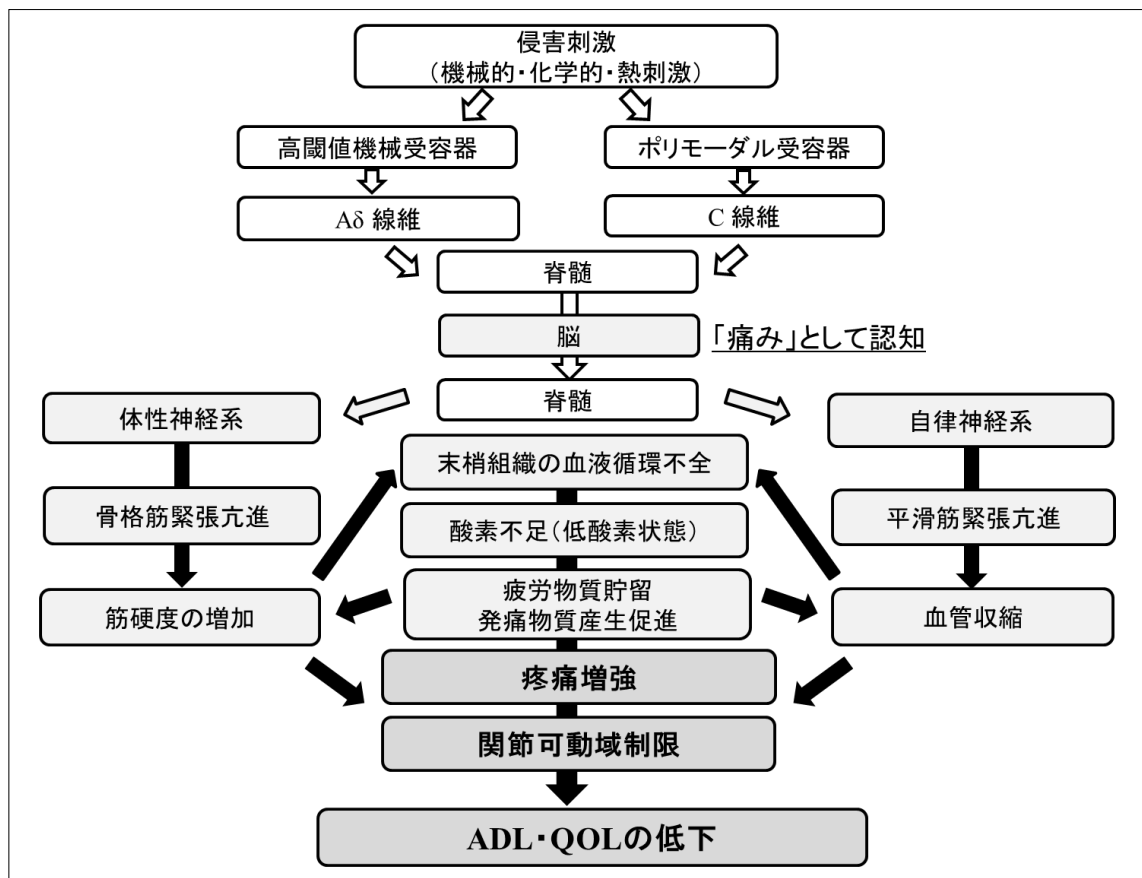 侵害刺激
（機械的・化学的・熱刺激）
高閾値機械受容器
ポリモーダル受容器
Aδ 線維
C 線維
脊髄
脳
「痛み」として認知
脊髄
体性神経系
自律神経系
末梢組織の血液循環不全
骨格筋緊張亢進
酸素不足（低酸素状態）
平滑筋緊張亢進
筋硬度の増加
疲労物質貯留
発痛物質産生促進
血管収縮
疼痛増強
関節可動域制限
ADL・QOLの低下